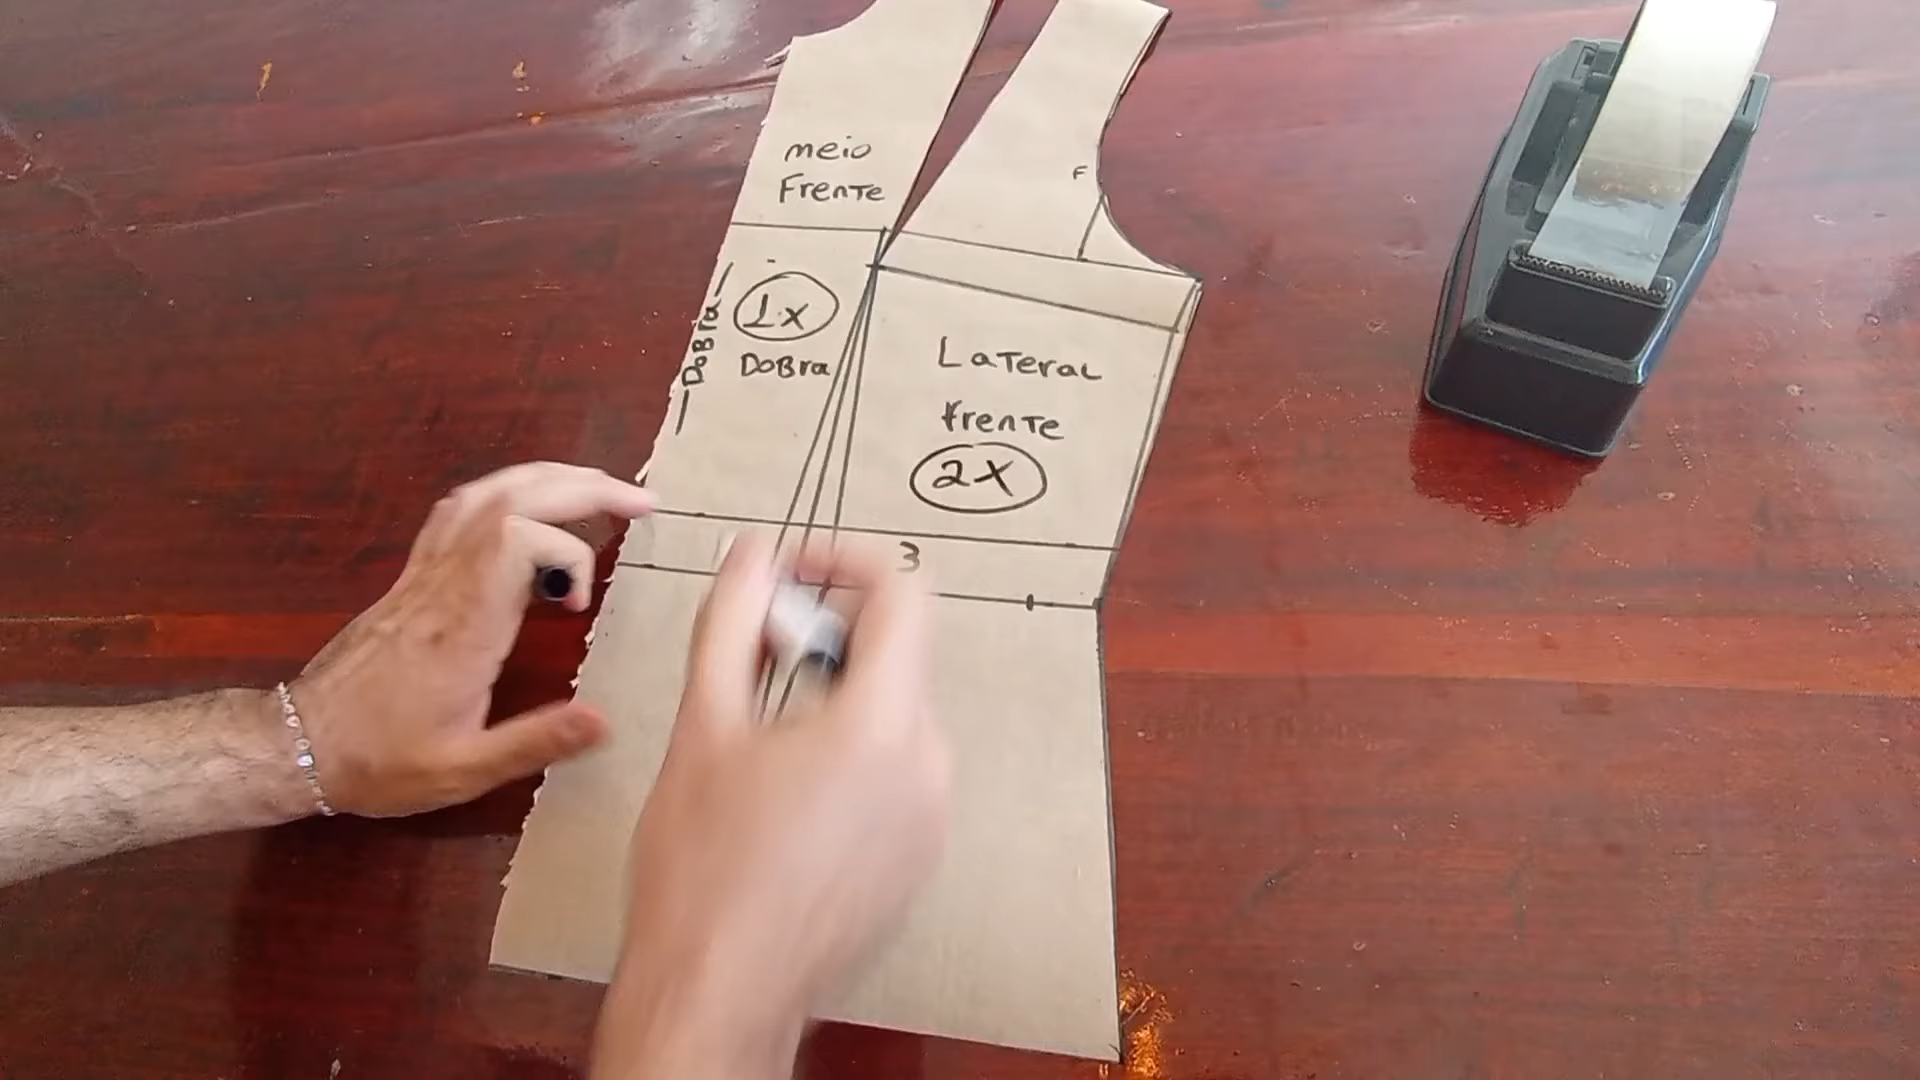 meio
Frente
F
1x
DoBra
— DoBra —
Lateral
Frente
2X
3